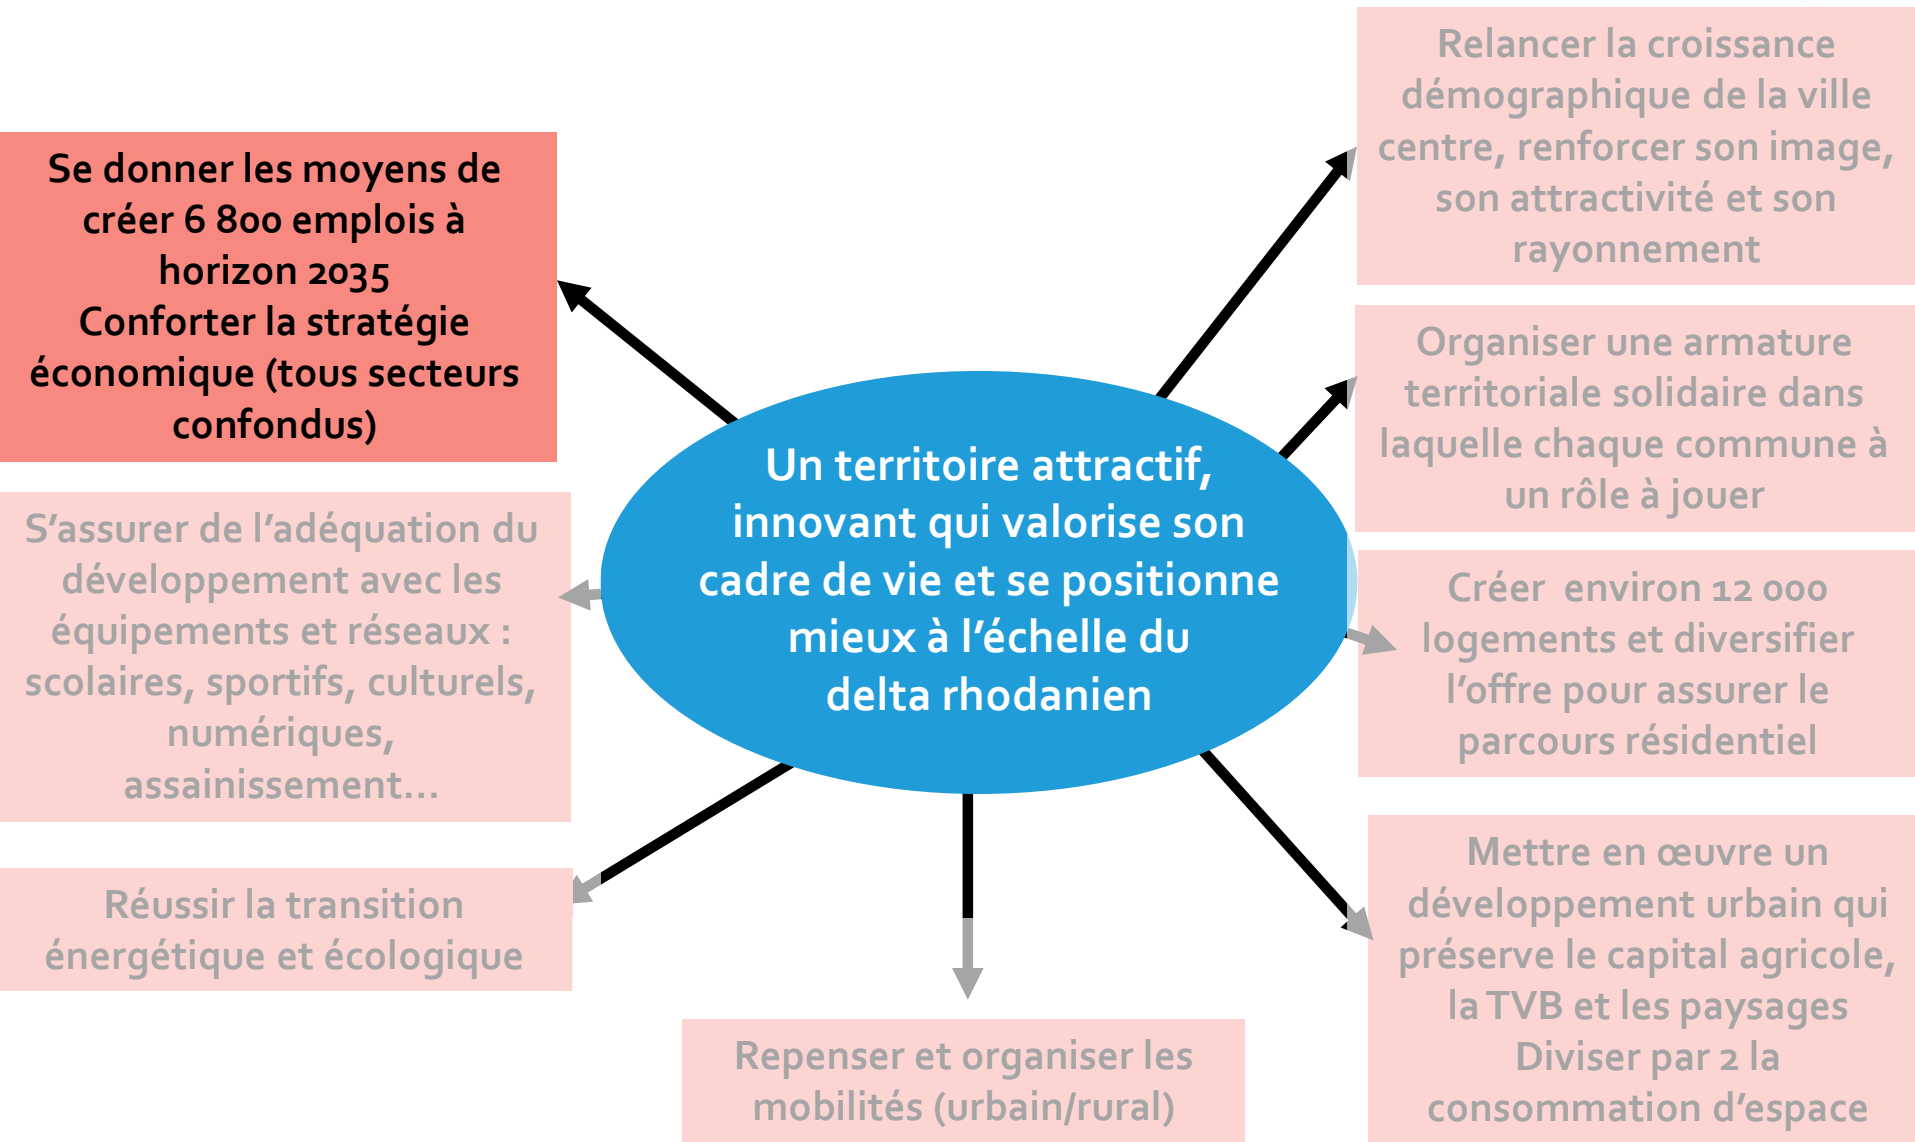 Se donner les moyens de
créer 6 800 emplois à
horizon 2035
Conforter la stratégie
économique (tous secteurs
confondus)
S’assurer de l’adéquation du
développement avec les
équipements et réseaux :
scolaires, sportifs, culturels,
numériques,
assainissement...
Réussir la transition
énergétique et écologique
Un territoire attractif,
innovant qui valorise son
cadre de vie et se positionne
mieux à l’échelle du
delta rhodanien
Repenser et organiser les
mobilités (urbain/rural)
Relancer la croissance
démographique de la ville
centre, renforcer son image,
son attractivité et son
rayonnement
Organiser une armature
territoriale solidaire dans
laquelle chaque commune à
un rôle à jouer
Créer environ 12 000
logements et diversifier
l’offre pour assurer le
parcours résidentiel
Mettre en œuvre un
développement urbain qui
préserve le capital agricole,
la TVB et les paysages
Diviser par 2 la
consommation d’espace